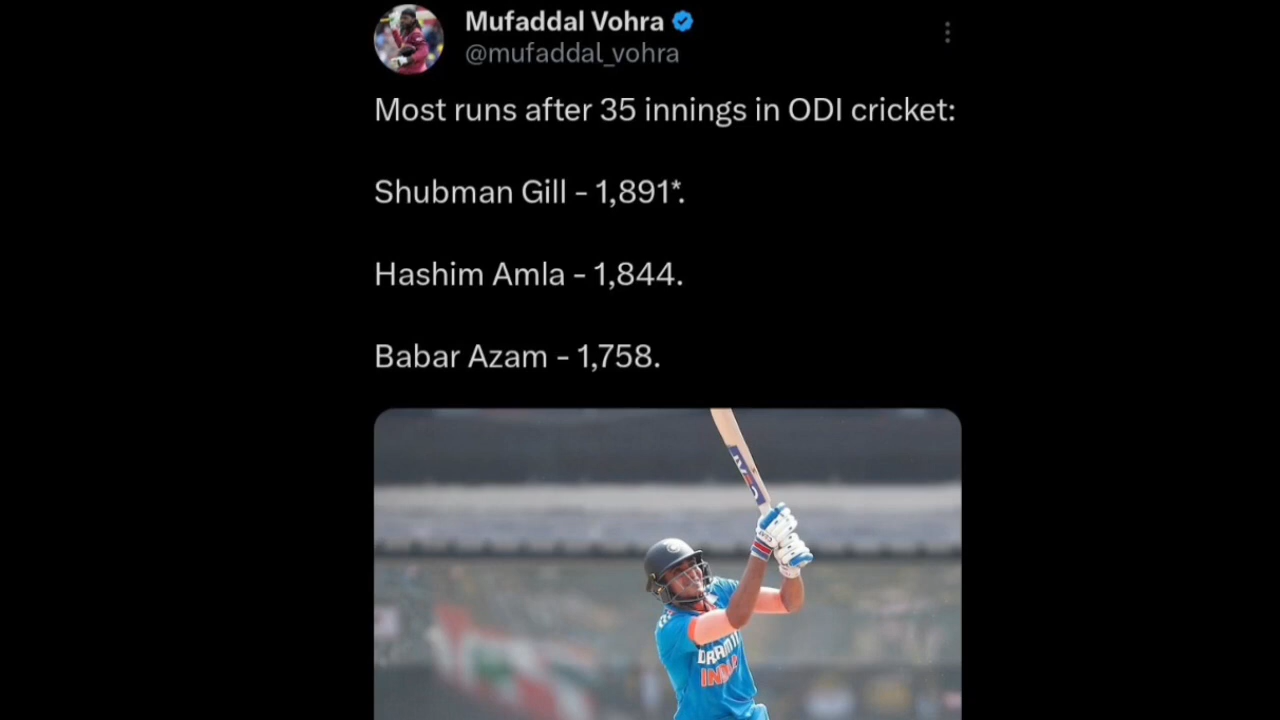 Mufaddal Vohra
@mufaddal_vohra
Most runs after 35 innings in ODI cricket:
Shubman Gill - 1,891*.
Hashim Amla - 1,844.
Babar Azam - 1,758.